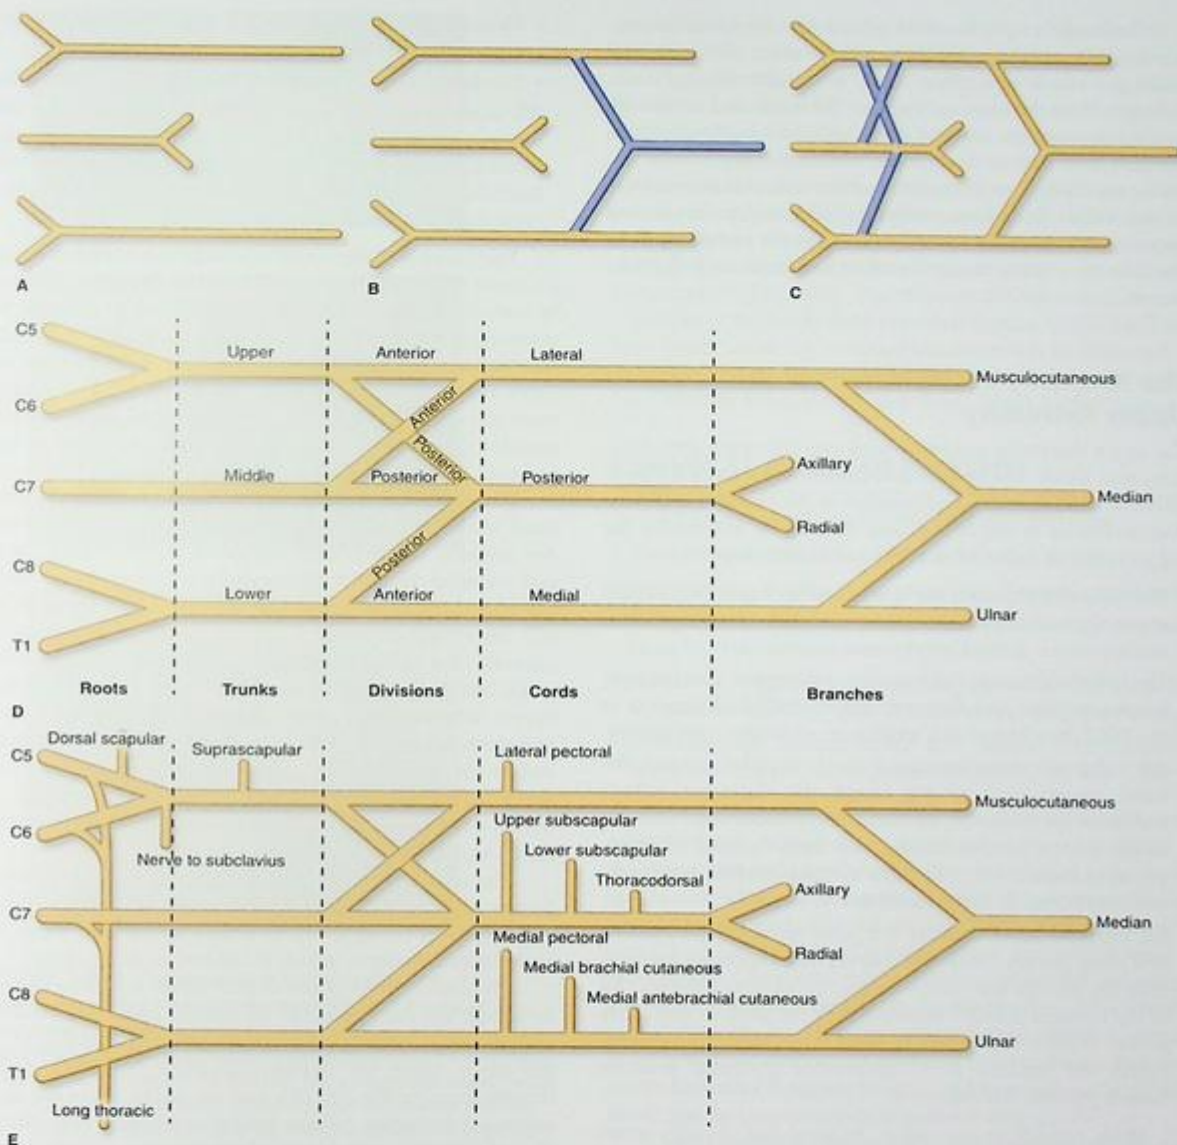 A
B
C
C5
Upper
Anterior
Lateral
Musculocutaneous
C6
Anterior
Posterior
Axillary
C7
Middle
Posterior
Posterior
Median
Radial
C8
Posterior
Lower
Anterior
Medial
Ulnar
T1
Roots
Trunks
Divisions
Cords
Branches
D
Dorsal scapular
Suprascapular
Lateral pectoral
C5
Musculocutaneous
C6
Upper subscapular
Nerve to subclavius
Lower subscapular
Thoracodorsal
Axillary
C7
Median
Medial pectoral
Radial
Medial brachial cutaneous
C8
Medial antebrachial cutaneous
Ulnar
T1
Long thoracic
E